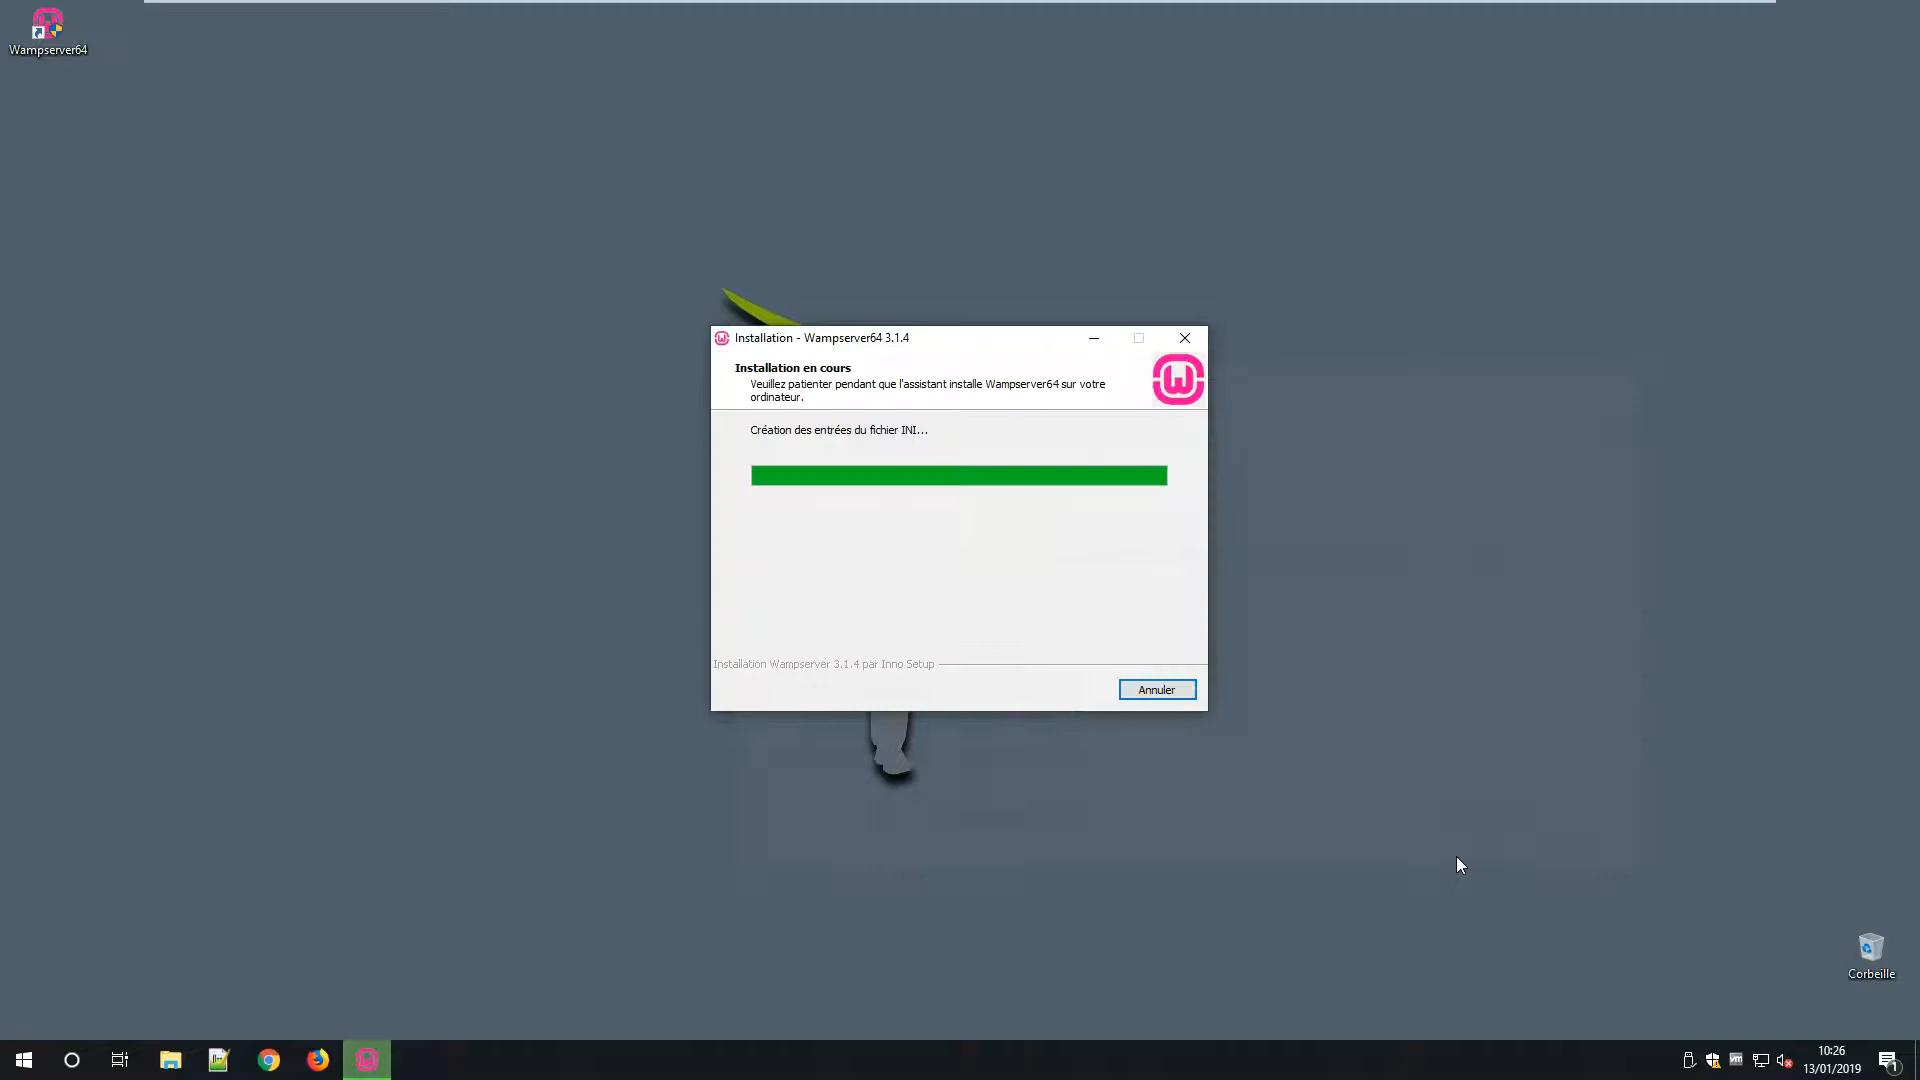 Wampserver64
Installation - Wampserver64 3.1.4
Installation en cours
Veuillez patienter pendant que l'assistant installe Wampserver64 sur votre
ordinateur.
Création des entrées du fichier INI...
Installation Wampserver 3.1.4 par Inno Setup
Annuler
Corbeille
10:26
13/01/2019
1